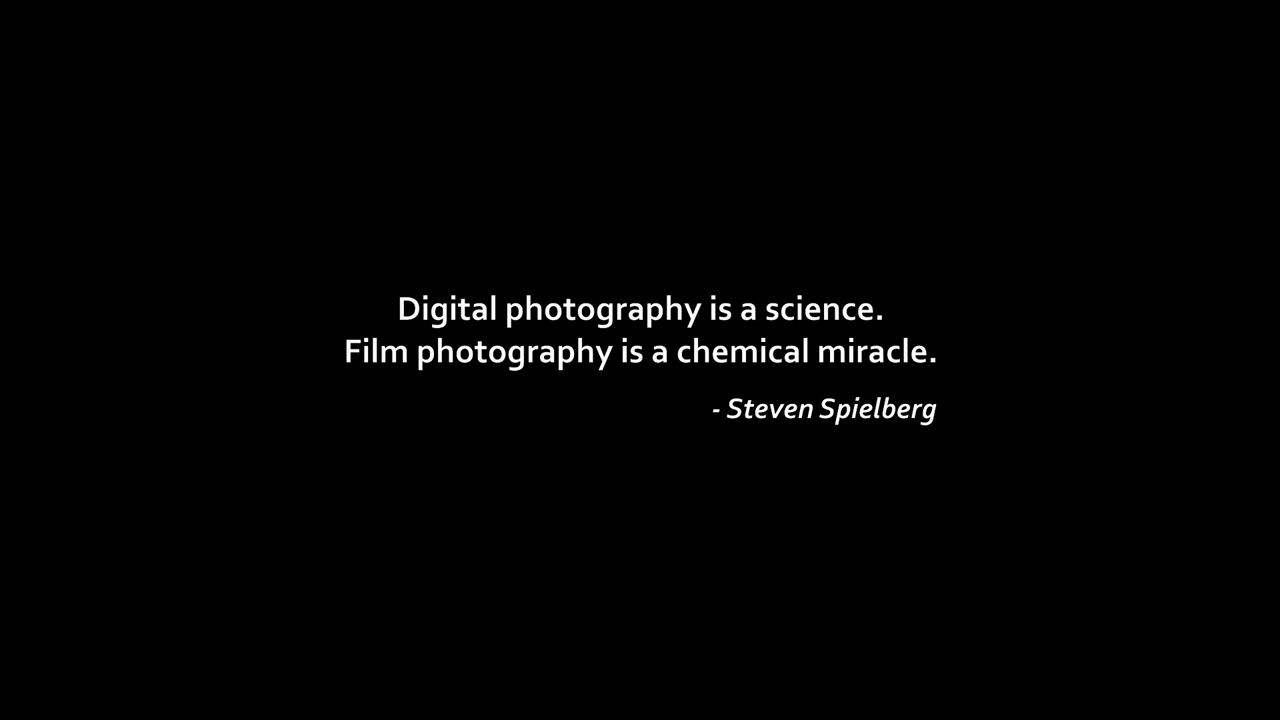 Digital photography is a science.
Film photography is a chemical miracle.
- Steven Spielberg